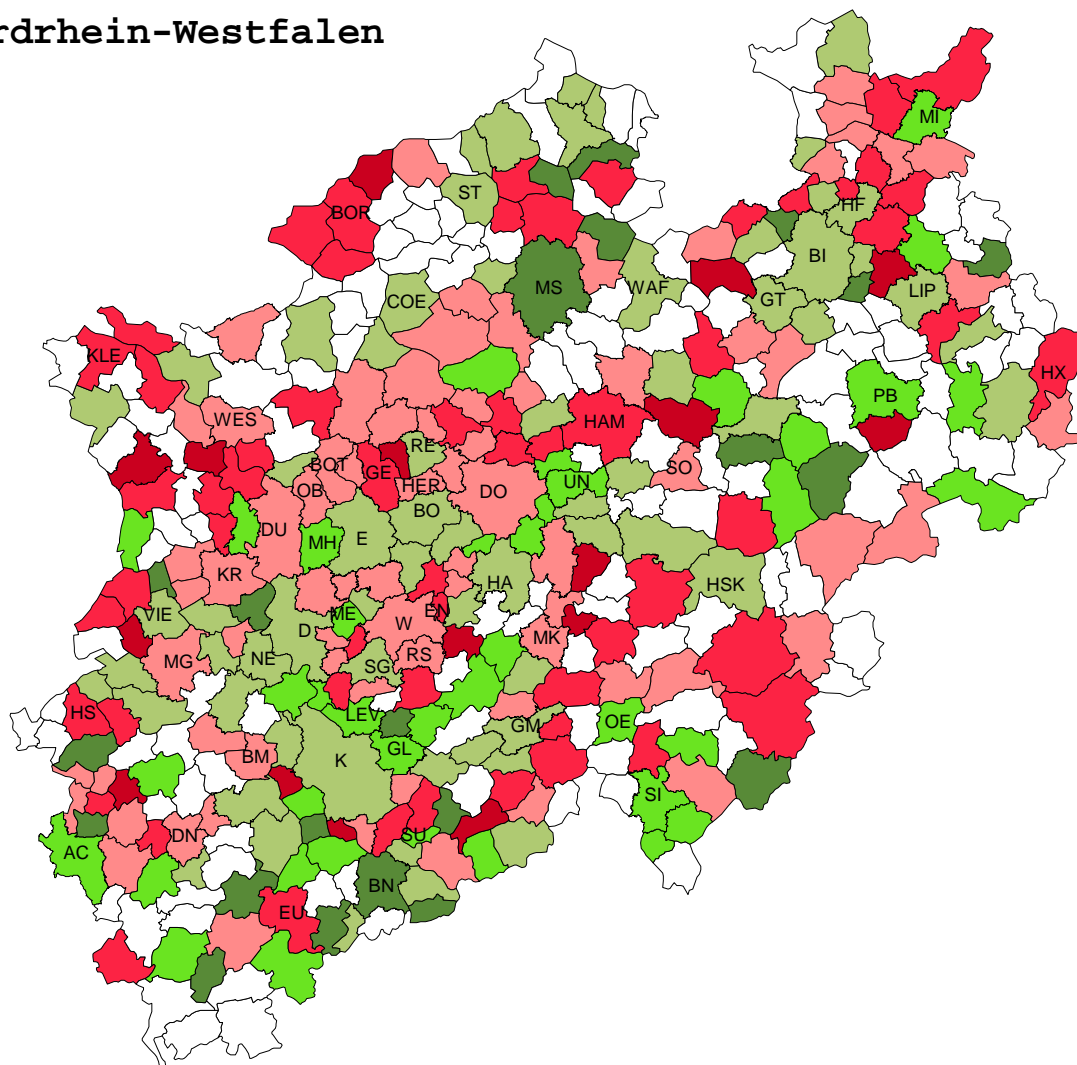 rdrhein-Westfalen
MI
ST
BOR
HF
BI
MS
WAF
LIP
COE
GT
KLE
HX
PB
WES
HAM
RE
BOT
GE
SO
HER
UN
OB
DO
BO
DU
MH
E
KR
HA
HSK
VIE
ME
EN
D
W
MK
RS
MG
NE
SG
HS
LEV
OE
GM
GL
BM
K
SI
DN
SU
AC
BN
EU